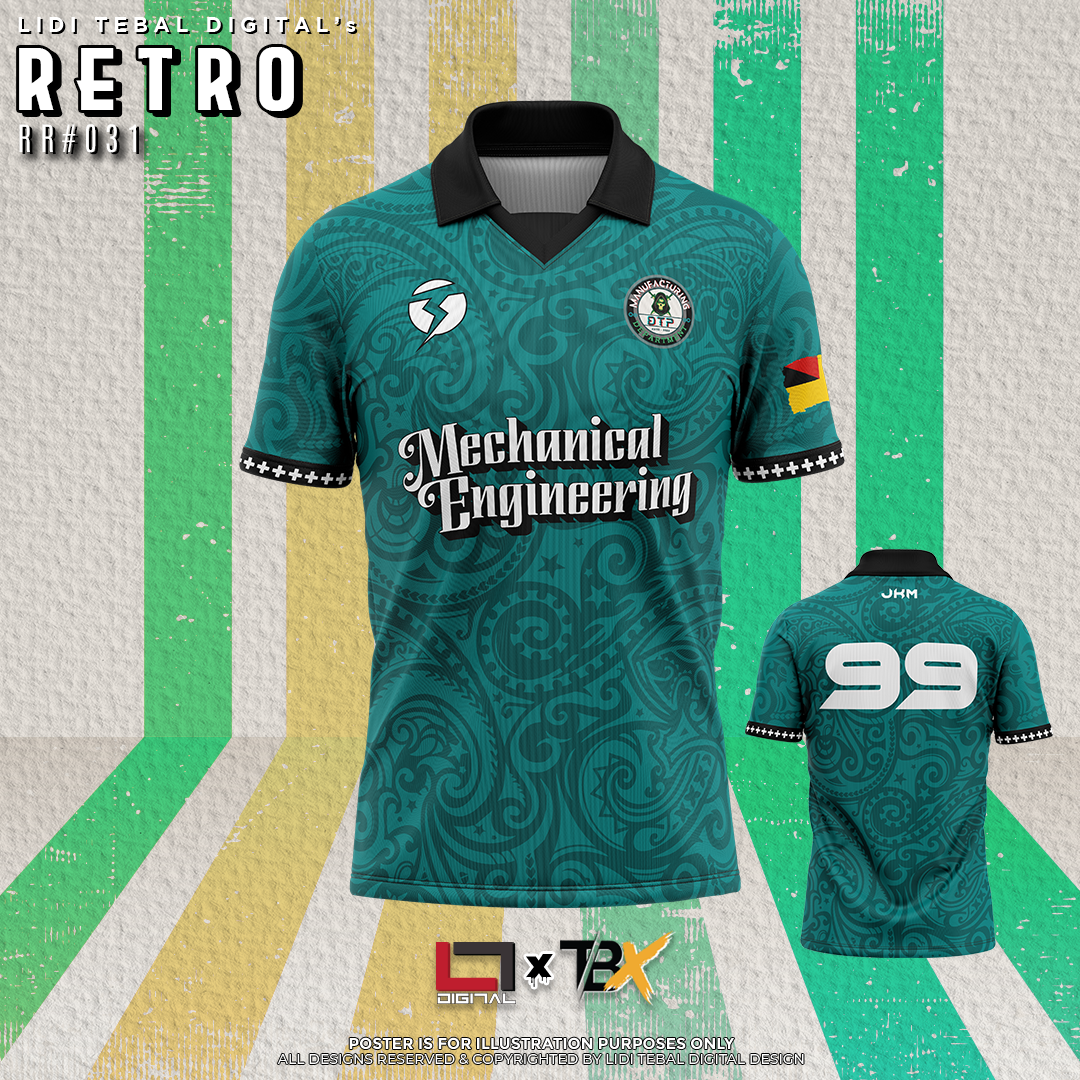 LIDI TEBAL DIGITAL's
RETRO
RR#031
MANUFACTURING
DTP
DEPARTMENT
Mechanical
Engineering
JKM
99
DIGITAL
X
TBX
POSTER IS FOR ILLUSTRATION PURPOSES ONLY
ALL DESIGNS RESERVED & COPYRIGHTED BY LIDI TEBAL DIGITAL DESIGN